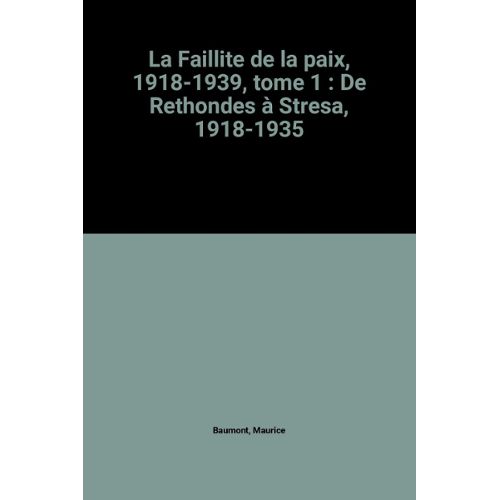 La Faillite de la paix,
1918-1939, tome 1 : De
Rethondes à Stresa,
1918-1935
Baumont, Maurice